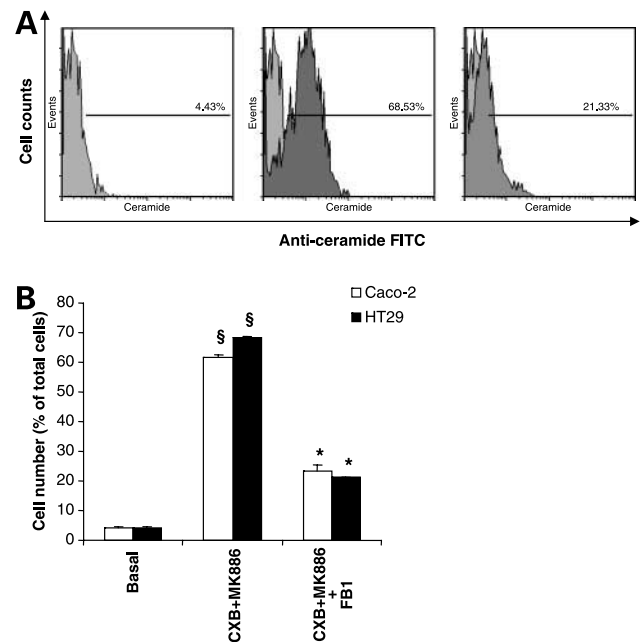 A
Cell counts
Events
4.43%
Ceramide
Events
68.53%
Ceramide
Events
21.33%
Ceramide
Anti-ceramide FITC
B
Cell number (% of total cells)
80
70
60
50
40
30
20
10
0
§
§
*
*
Caco-2
HT29
Basal
CXB+MK886
CXB+MK886
+
FB1